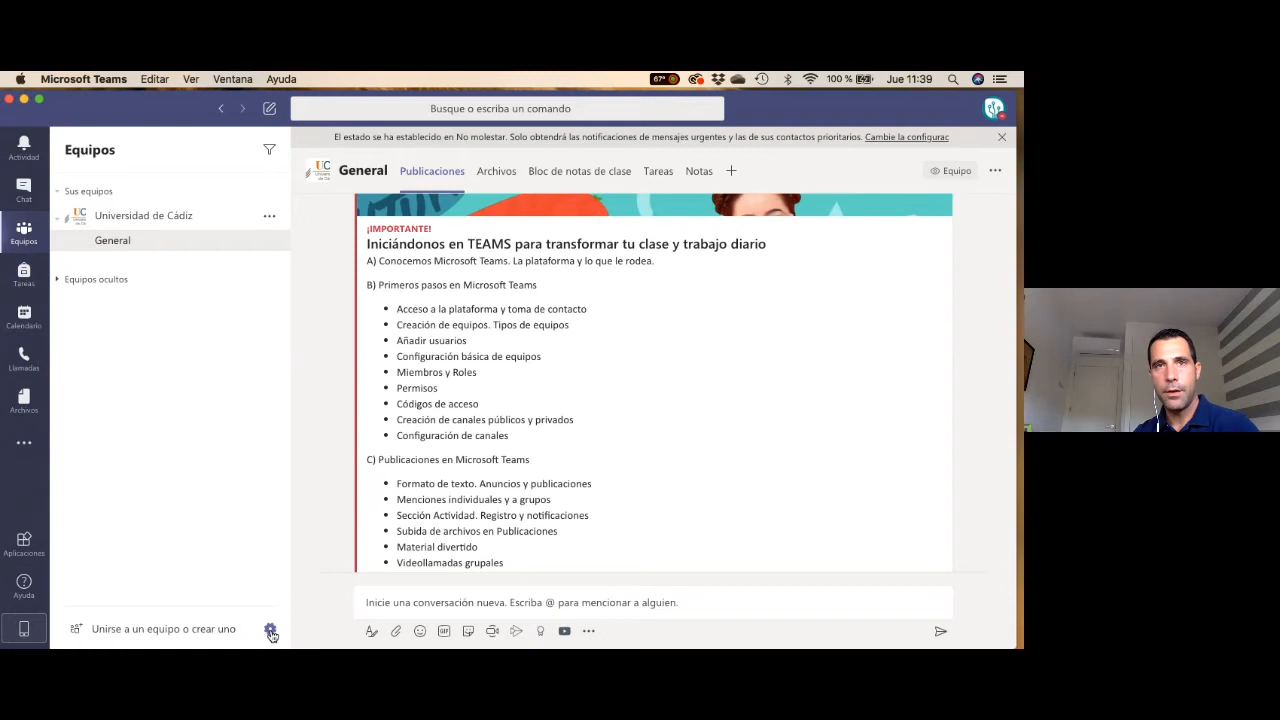 Microsoft Teams Editar Ver Ventana Ayuda
67° 100 % Jue 11:39
Busque o escriba un comando
El estado se ha establecido en No molestar. Solo obtendrá las notificaciones de mensajes urgentes y las de sus contactos prioritarios. Cambie la configurac
Actividad
Chat
Equipos
Tareas
Calendario
Llamadas
Archivos
Aplicaciones
Ayuda
Equipos
Sus equipos
Universidad de Cádiz
General
Equipos ocultos
Unirse a un equipo o crear uno
UC
General Publicaciones Archivos Bloc de notas de clase Tareas Notas
Equipo
¡IMPORTANTE!
Iniciándonos en TEAMS para transformar tu clase y trabajo diario
A) Conocemos Microsoft Teams. La plataforma y lo que le rodea.
B) Primeros pasos en Microsoft Teams
Acceso a la plataforma y toma de contacto
Creación de equipos. Tipos de equipos
Añadir usuarios
Configuración básica de equipos
Miembros y Roles
Permisos
Códigos de acceso
Creación de canales públicos y privados
Configuración de canales
C) Publicaciones en Microsoft Teams
Formato de texto. Anuncios y publicaciones
Menciones individuales y a grupos
Sección Actividad. Registro y notificaciones
Subida de archivos en Publicaciones
Material divertido
Videollamadas grupales
Inicie una conversación nueva. Escriba @ para mencionar a alguien.
GIF